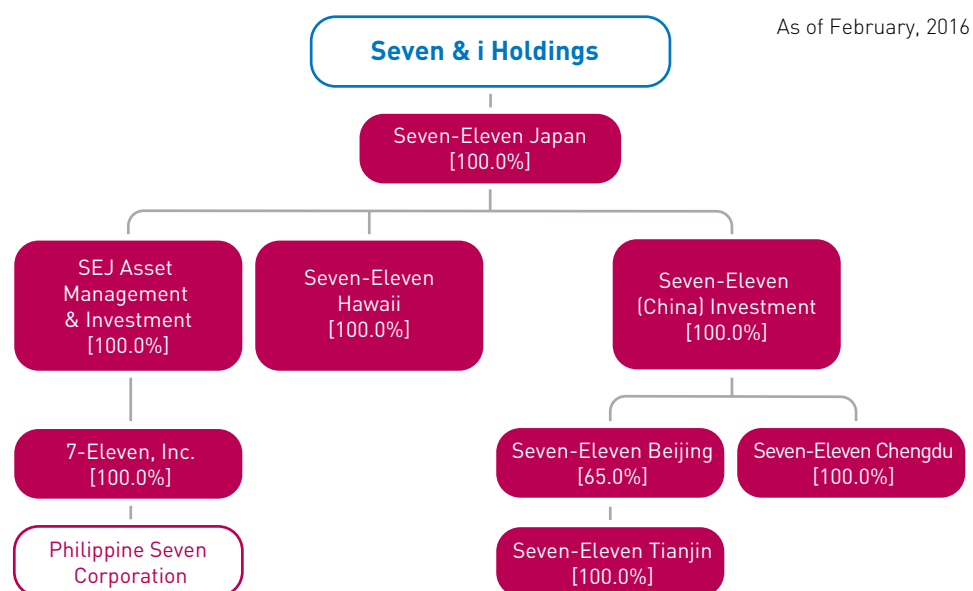 As of February, 2016
Seven & i Holdings
Seven-Eleven Japan
[100.0%]
SEJ Asset
Management
& Investment
[100.0%]
Seven-Eleven
Hawaii
[100.0%]
Seven-Eleven
(China) Investment
[100.0%]
7-Eleven, Inc.
[100.0%]
Seven-Eleven Beijing
[65.0%]
Seven-Eleven Chengdu
[100.0%]
Philippine Seven
Corporation
Seven-Eleven Tianjin
[100.0%]